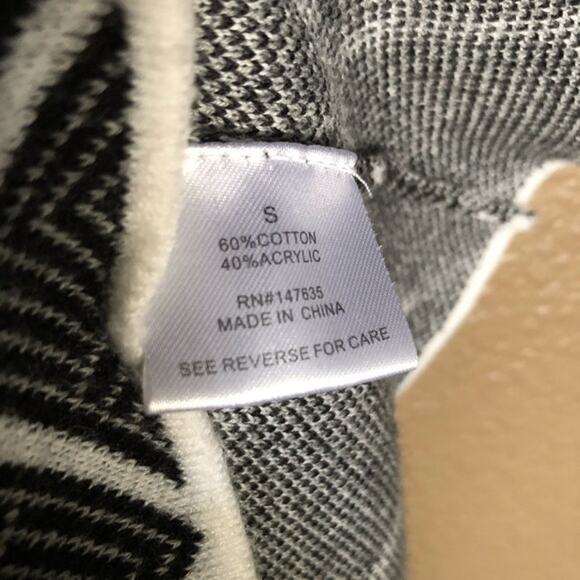 S
60%COTTON
40%ACRYLIC
RN#147635
MADE IN CHINA
SEE REVERSE FOR CARE